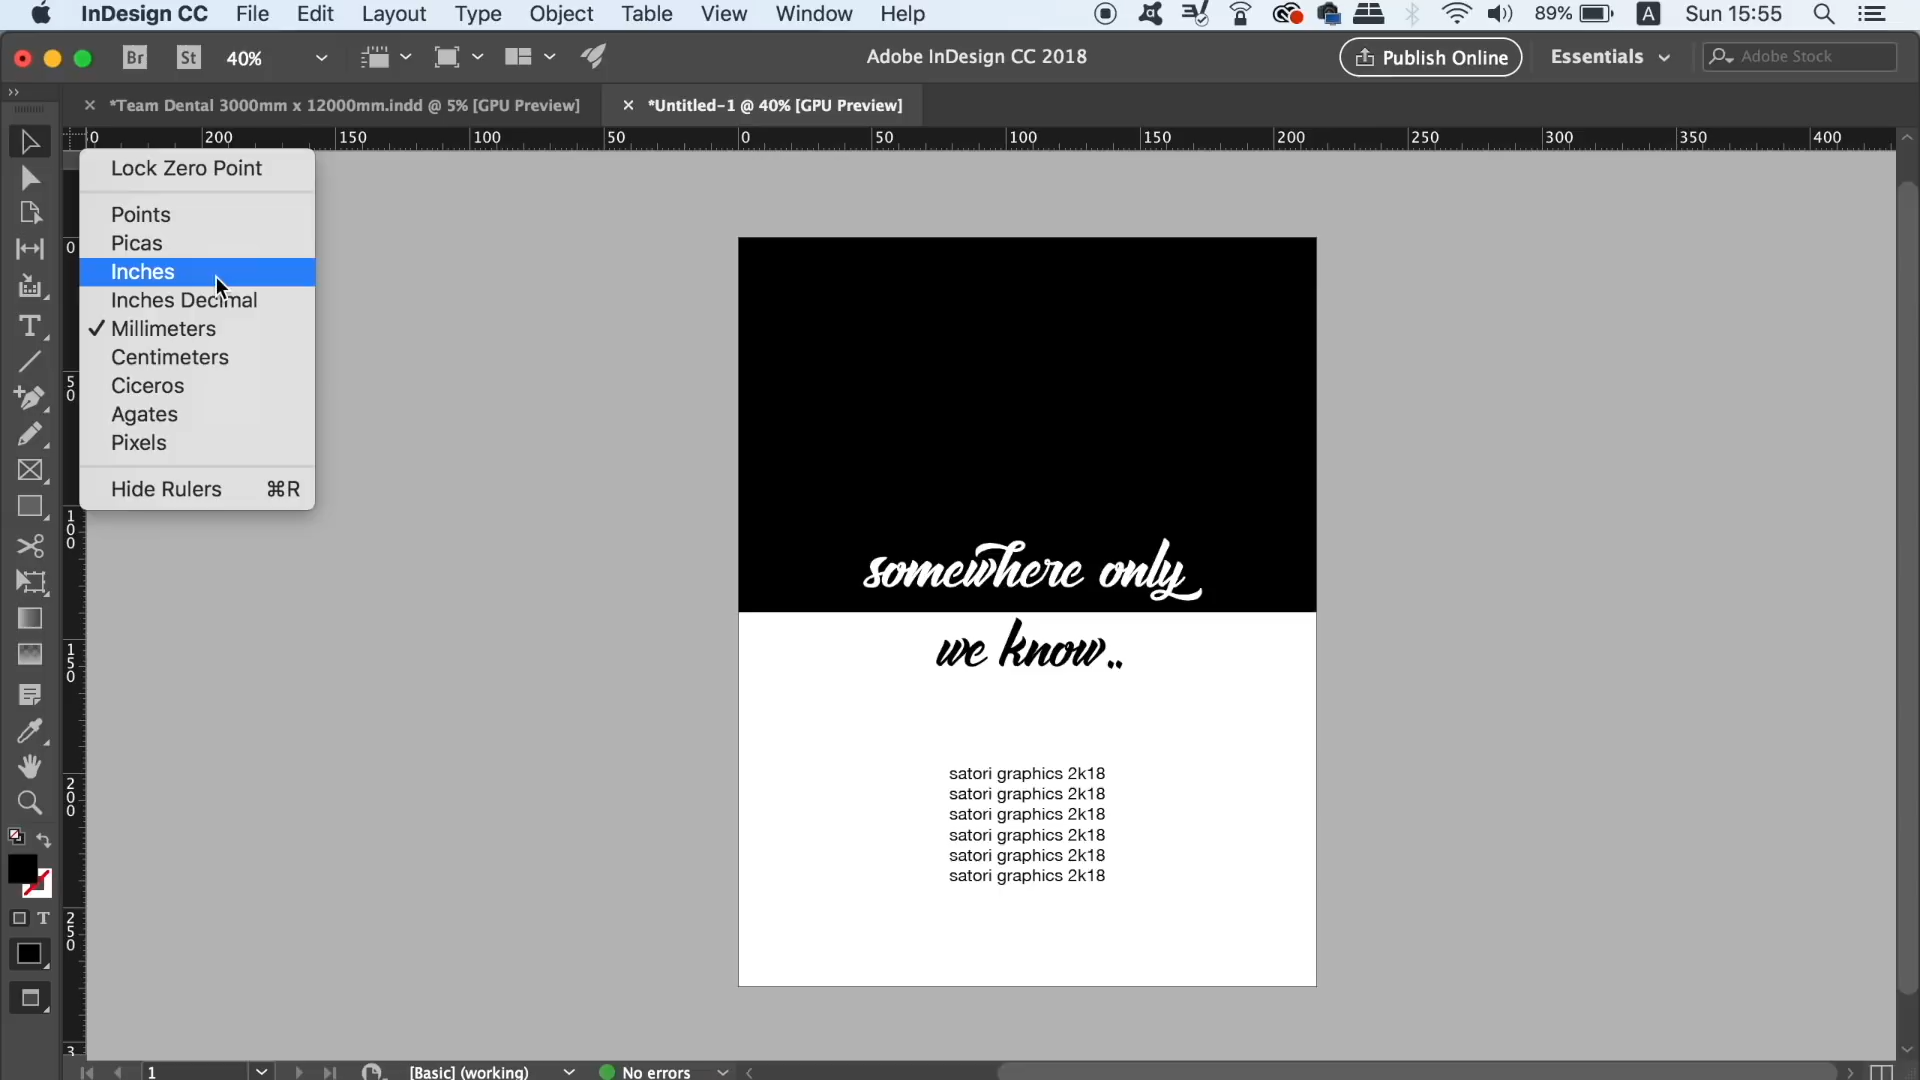 InDesign CC File Edit Layout Type Object Table View Window Help 89% A Sun 15:55
Br St 40% Adobe InDesign CC 2018 Publish Online Essentials Adobe Stock
*Team Dental 3000mm x 12000mm.indd @ 5% [GPU Preview] *Untitled-1 @ 40% [GPU Preview]
0 200 150 100 50 0 50 100 150 200 250 300 350 400
Lock Zero Point
Points
Picas
Inches
Inches Decimal
Millimeters
Centimeters
Ciceros
Agates
Pixels
Hide Rulers ⌘R
0
50
100
150
200
250
3
somewhere only
we know..
satori graphics 2k18
satori graphics 2k18
satori graphics 2k18
satori graphics 2k18
satori graphics 2k18
satori graphics 2k18
1 [Basic] (working) No errors